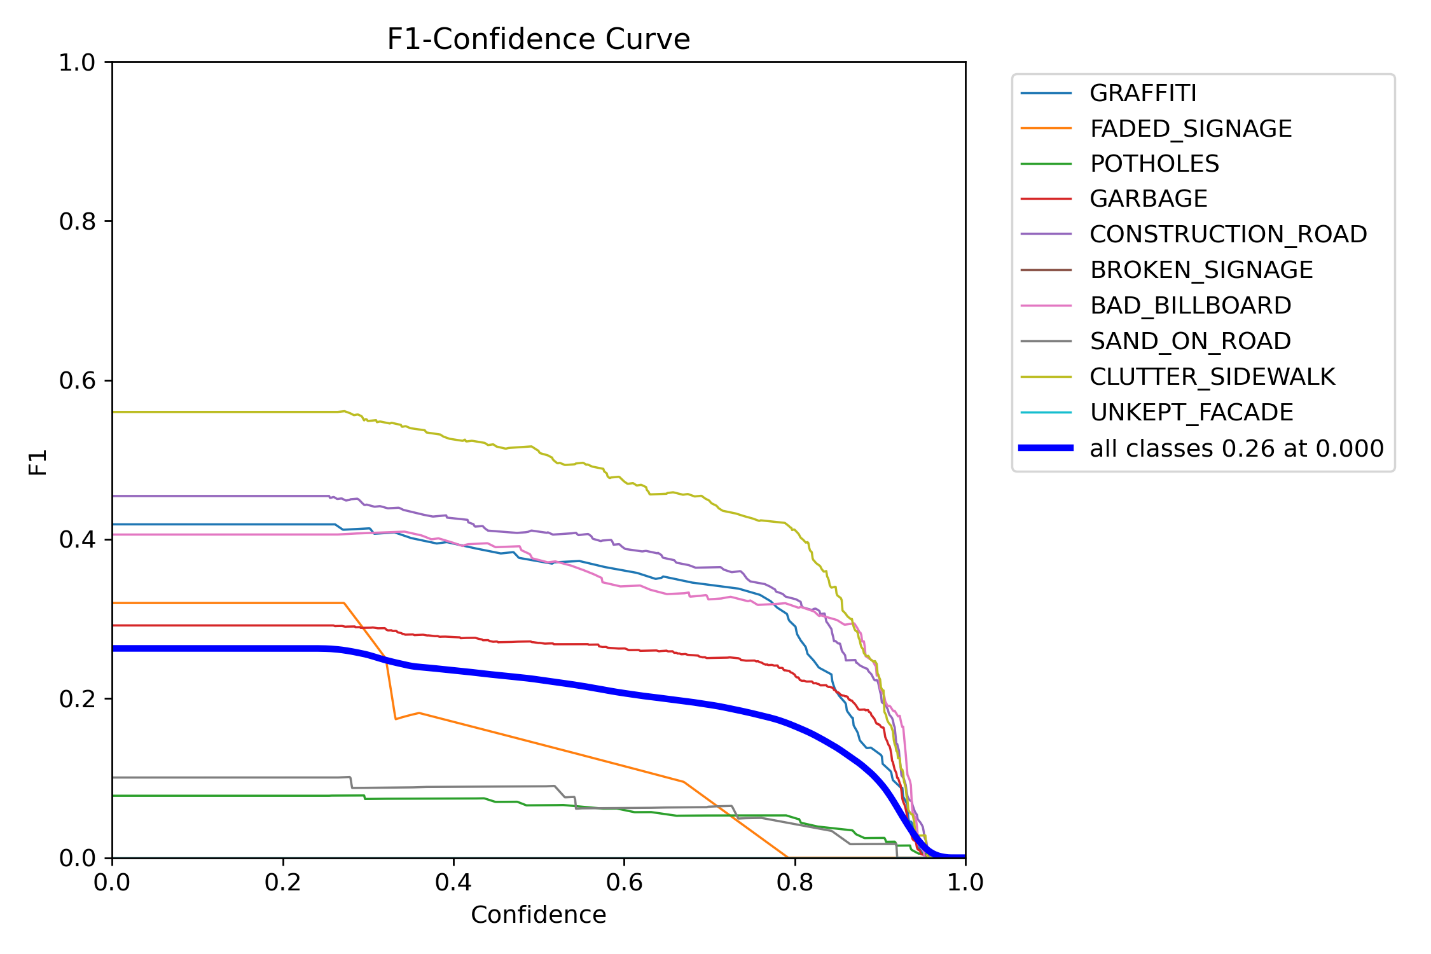 F1-Confidence Curve
1.0
0.8
0.6
0.4
0.2
0.0
F1
0.0 0.2 0.4 0.6 0.8 1.0
Confidence
GRAFFITI
FADED_SIGNAGE
POTHOLES
GARBAGE
CONSTRUCTION_ROAD
BROKEN_SIGNAGE
BAD_BILLBOARD
SAND_ON_ROAD
CLUTTER_SIDEWALK
UNKEPT_FACADE
all classes 0.26 at 0.000